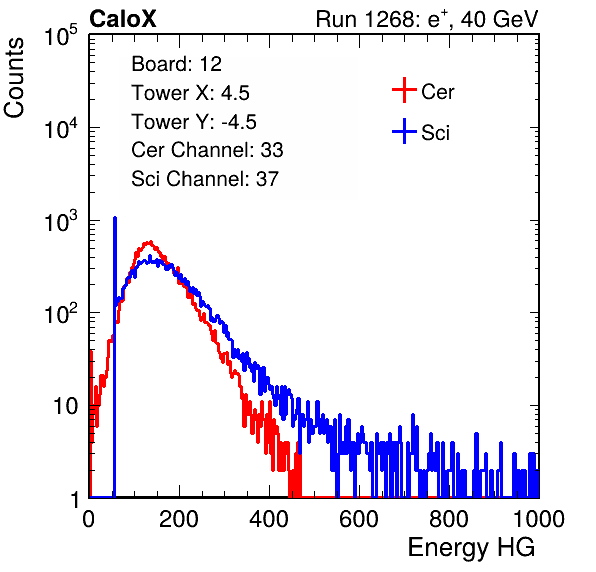 CaloX Run 1268: e⁺, 40 GeV
Counts
10⁵
10⁴
10³
10²
10
1
Board: 12
Tower X: 4.5
Tower Y: -4.5
Cer Channel: 33
Sci Channel: 37
Cer
Sci
0 200 400 600 800 1000
Energy HG